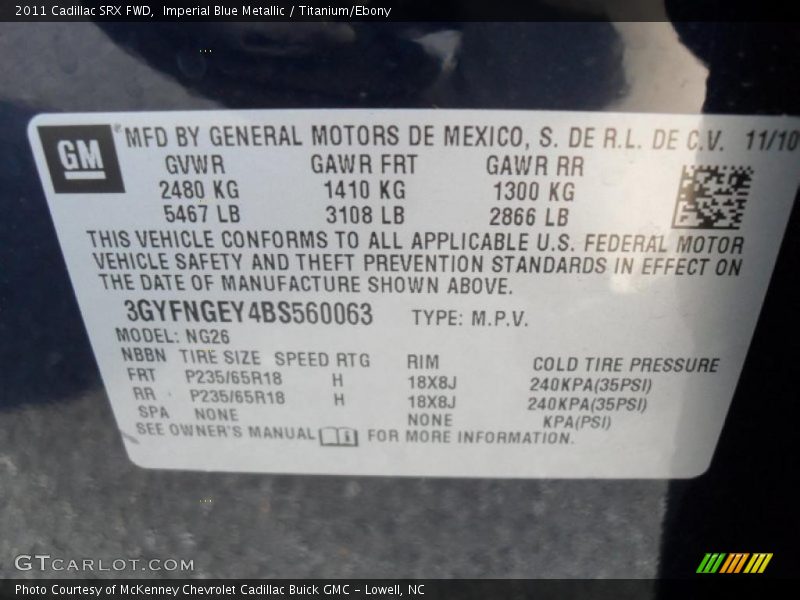 2011 Cadillac SRX FWD,  Imperial Blue Metallic / Titanium/Ebony
GM® MFD BY GENERAL MOTORS DE MEXICO, S. DE R.L. DE C.V. 11/10
GVWR GAWR FRT GAWR RR
2480 KG 1410 KG 1300 KG
5467 LB 3108 LB 2866 LB
THIS VEHICLE CONFORMS TO ALL APPLICABLE U.S. FEDERAL MOTOR
VEHICLE SAFETY AND THEFT PREVENTION STANDARDS IN EFFECT ON
THE DATE OF MANUFACTURE SHOWN ABOVE.
3GYFNGEY4BS560063 TYPE: M.P.V.
MODEL: NG26
NBBN TIRE SIZE SPEED RTG RIM COLD TIRE PRESSURE
FRT P235/65R18 H 18X8J 240KPA(35PSI)
RR P235/65R18 H 18X8J 240KPA(35PSI)
SPA NONE NONE KPA(PSI)
SEE OWNER'S MANUAL FOR MORE INFORMATION.
GTCARLOT.COM
Photo Courtesy of McKenney Chevrolet Cadillac Buick GMC – Lowell, NC